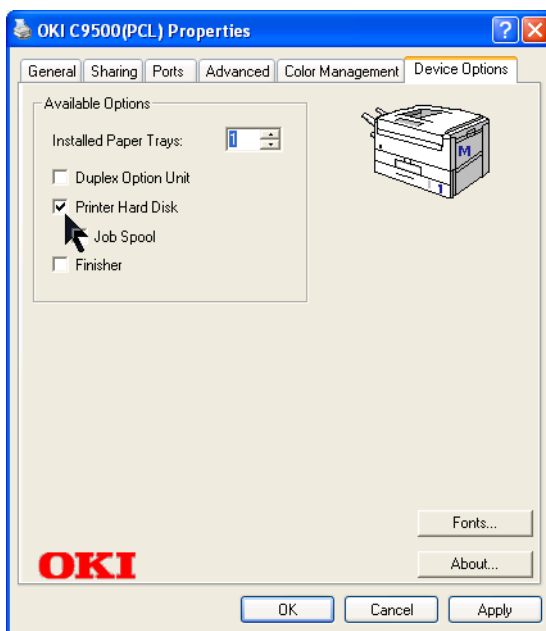 OKI C9500(PCL) Properties
General Sharing Ports Advanced Color Management Device Options
Available Options
Installed Paper Trays: 1
Duplex Option Unit
Printer Hard Disk
Job Spool
Finisher
M
1
Fonts...
OKI
About...
OK Cancel Apply